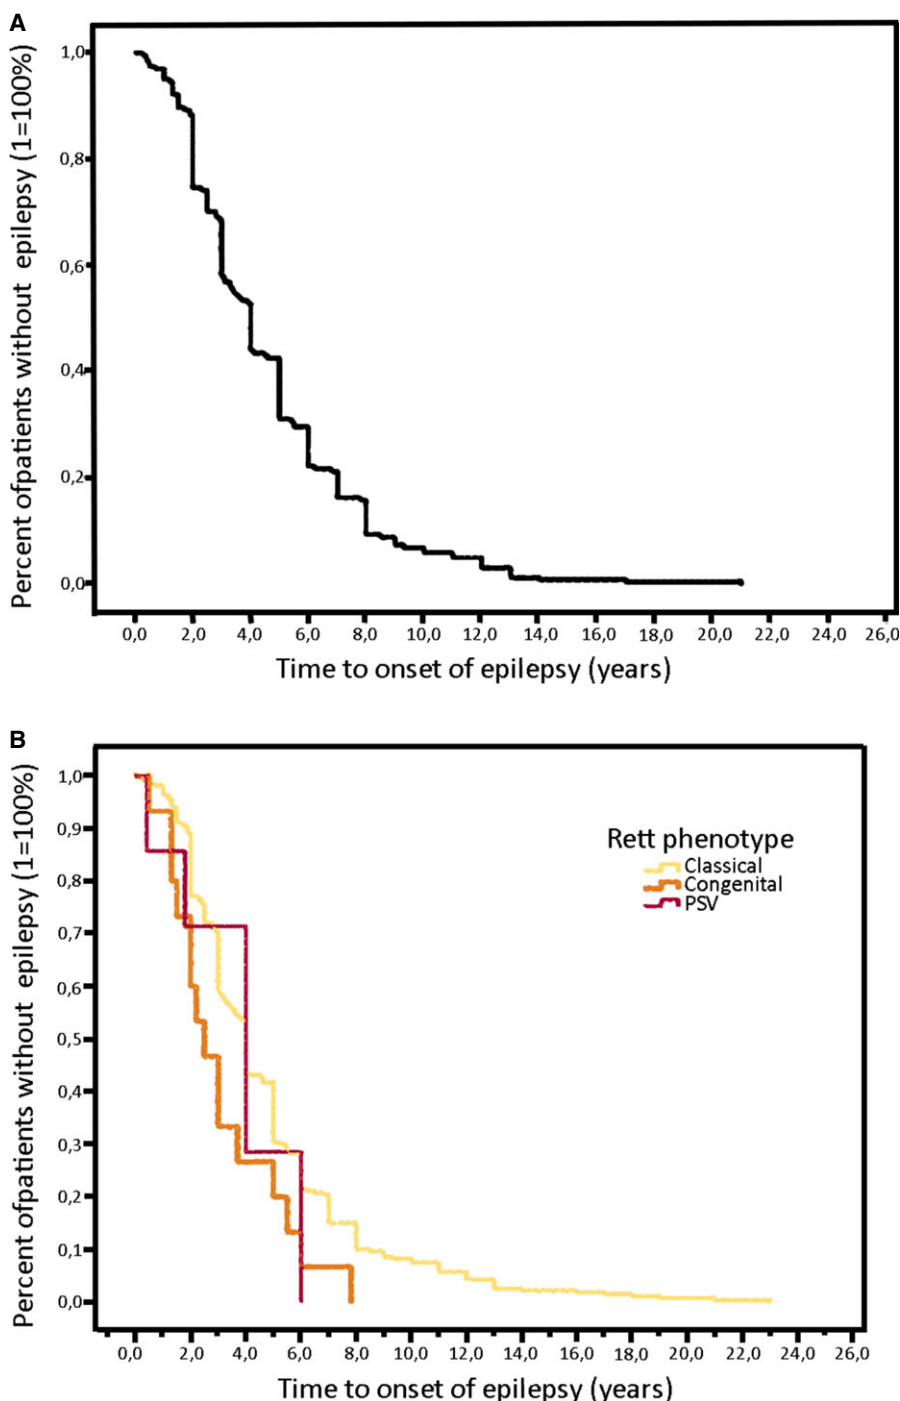 A
Percent ofpatients without epilepsy (1=100%)
1,0
0,8
0,6
0,4
0,2
0,0
0,0 2,0 4,0 6,0 8,0 10,0 12,0 14,0 16,0 18,0 20,0 22,0 24,0 26,0
Time to onset of epilepsy (years)
B
Percent ofpatients without epilepsy (1=100%)
1,0
0,9
0,8
0,7
0,6
0,5
0,4
0,3
0,2
0,1
0,0
Rett phenotype
Classical
Congenital
PSV
0,0 2,0 4,0 6,0 8,0 10,0 12,0 14,0 16,0 18,0 20,0 22,0 24,0 26,0
Time to onset of epilepsy (years)